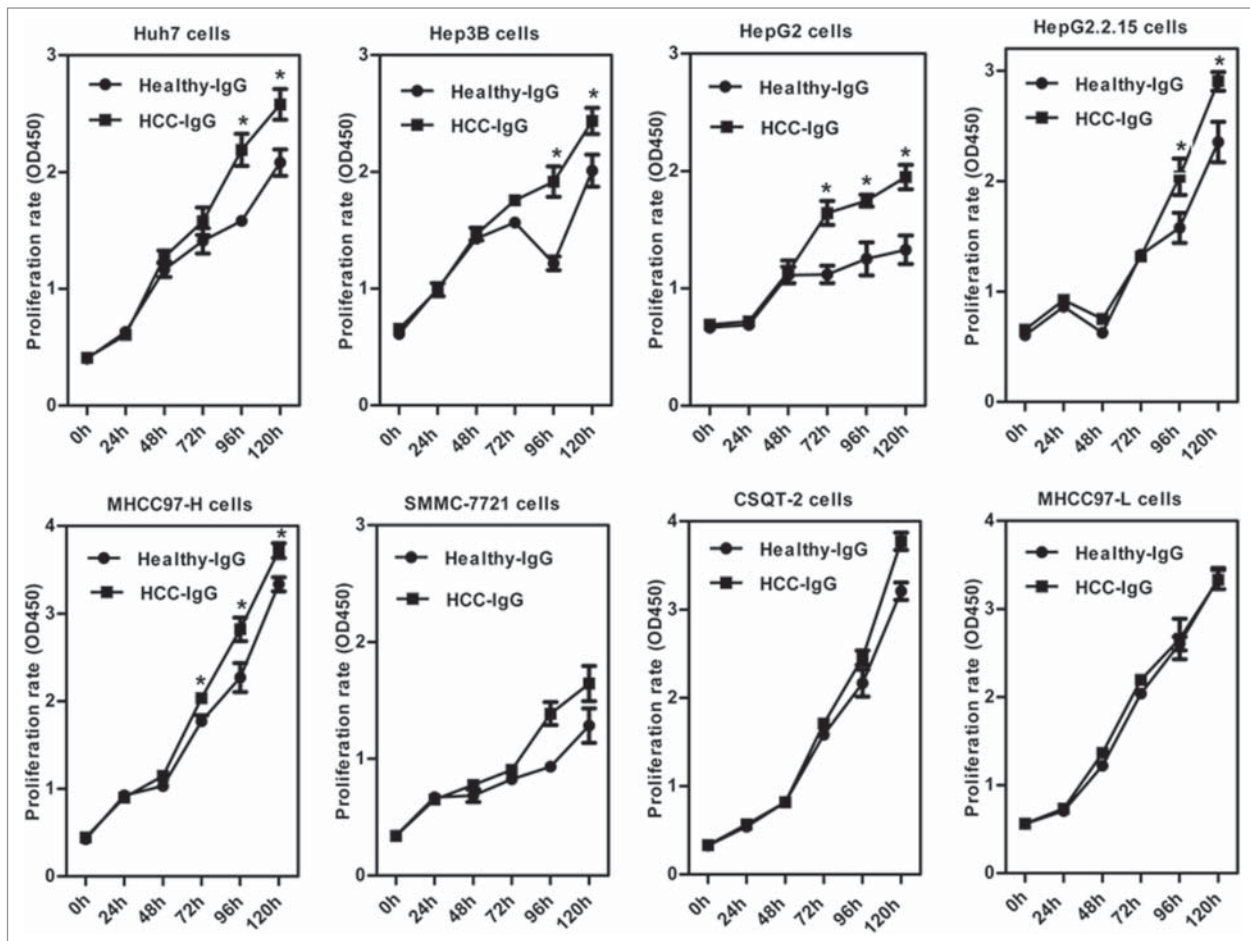 Huh7 cells
Proliferation rate (OD450)
3
2
1
0
Healthy-IgG
HCC-IgG
*
*
0h
24h
48h
72h
96h
120h
Hep3B cells
Proliferation rate (OD450)
3
2
1
0
Healthy-IgG
HCC-IgG
*
*
0h
24h
48h
72h
96h
120h
HepG2 cells
Proliferation rate (OD450)
3
2
1
0
Healthy-IgG
HCC-IgG
*
*
*
0h
24h
48h
72h
96h
120h
HepG2.2.15 cells
Proliferation rate (OD450)
3
2
1
0
Healthy-IgG
HCC-IgG
*
*
0h
24h
48h
72h
96h
120h
MHCC97-H cells
Proliferation rate (OD450)
4
3
2
1
0
Healthy-IgG
HCC-IgG
*
*
*
0h
24h
48h
72h
96h
120h
SMMC-7721 cells
Proliferation rate (OD450)
3
2
1
0
Healthy-IgG
HCC-IgG
0h
24h
48h
72h
96h
120h
CSQT-2 cells
Proliferation rate (OD450)
4
3
2
1
0
Healthy-IgG
HCC-IgG
0h
24h
48h
72h
96h
120h
MHCC97-L cells
Proliferation rate (OD450)
4
3
2
1
0
Healthy-IgG
HCC-IgG
0h
24h
48h
72h
96h
120h